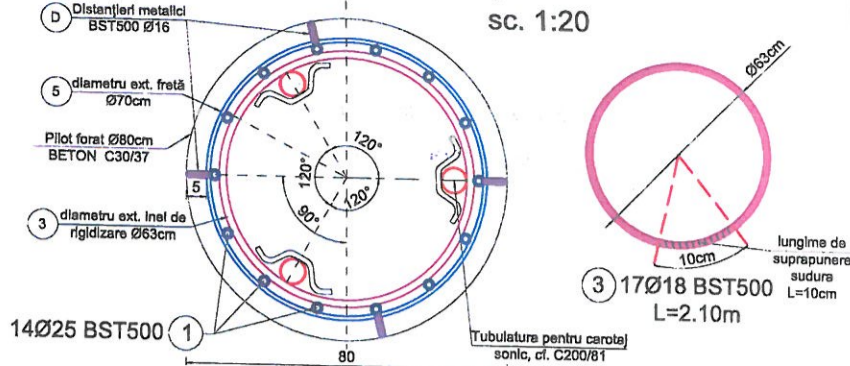 sc. 1:20
D Distanțieri metalici
BST500 Ø16
5 diametru ext. fretă
Ø70cm
Pilot forat Ø80cm
BETON C30/37
5
3 diametru ext. inel de
rigidizare Ø63cm
14Ø25 BST500 1
120°
120°
120°
90°
80
Tubulatura pentru carotaj
sonic, cf. C200/81
Ø63cm
10cm
lungime de
suprapunere
sudura
L=10cm
3 17Ø18 BST500
L=2.10m